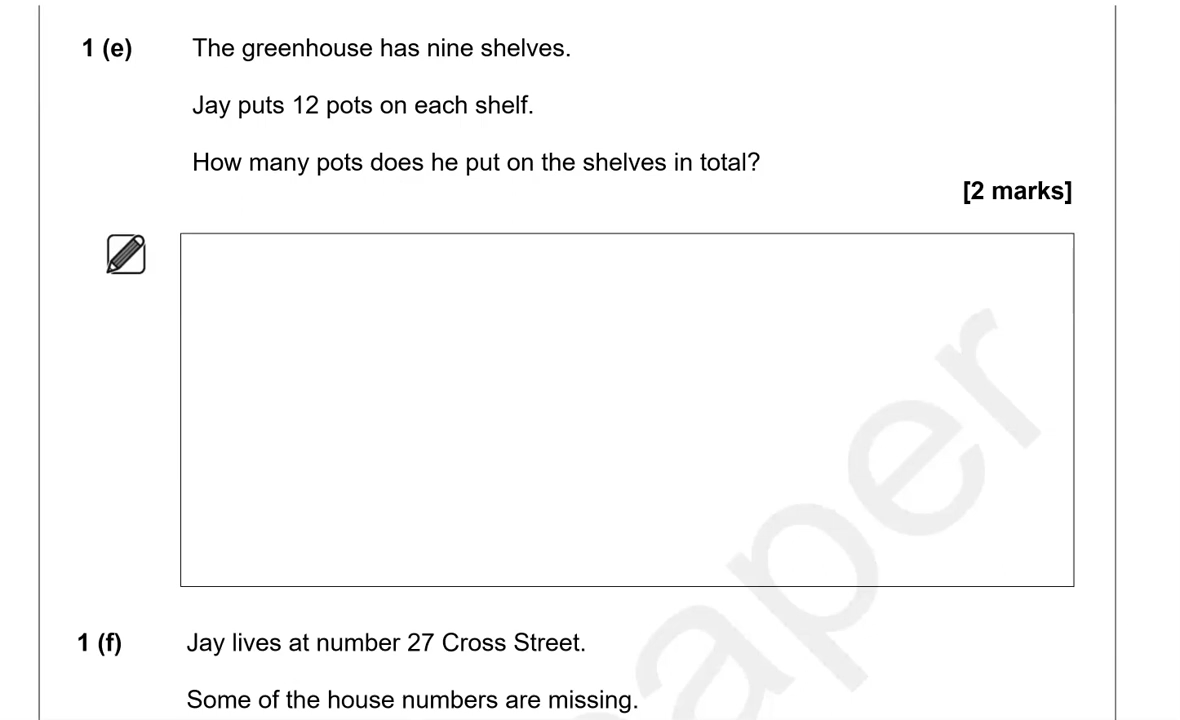 1 (e) The greenhouse has nine shelves.
Jay puts 12 pots on each shelf.
How many pots does he put on the shelves in total?
[2 marks]
aper
1 (f) Jay lives at number 27 Cross Street.
Some of the house numbers are missing.